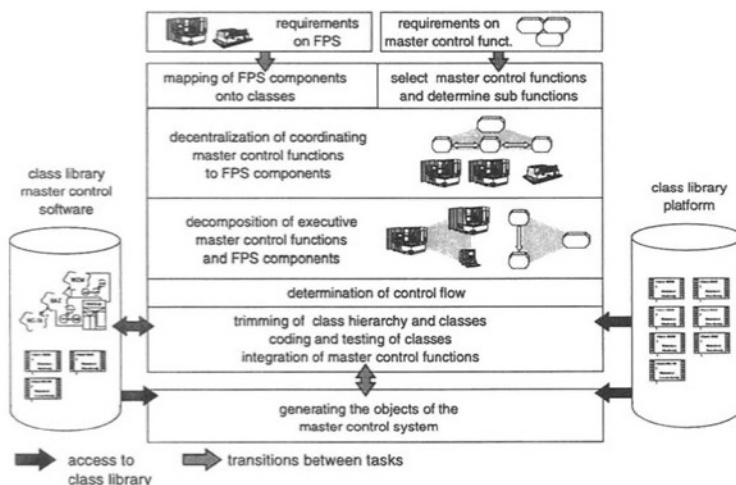 requirements
on FPS
requirements on
master control funct.
mapping of FPS components
onto classes
select master control functions
and determine sub functions
decentralization of coordinating
master control functions
to FPS components
class library
master control
software
class library
platform
decomposition of executive
master control functions
and FPS components
determination of control flow
trimming of class hierarchy and classes
coding and testing of classes
integration of master control functions
generating the objects of the
master control system
access to
class library
transitions between tasks